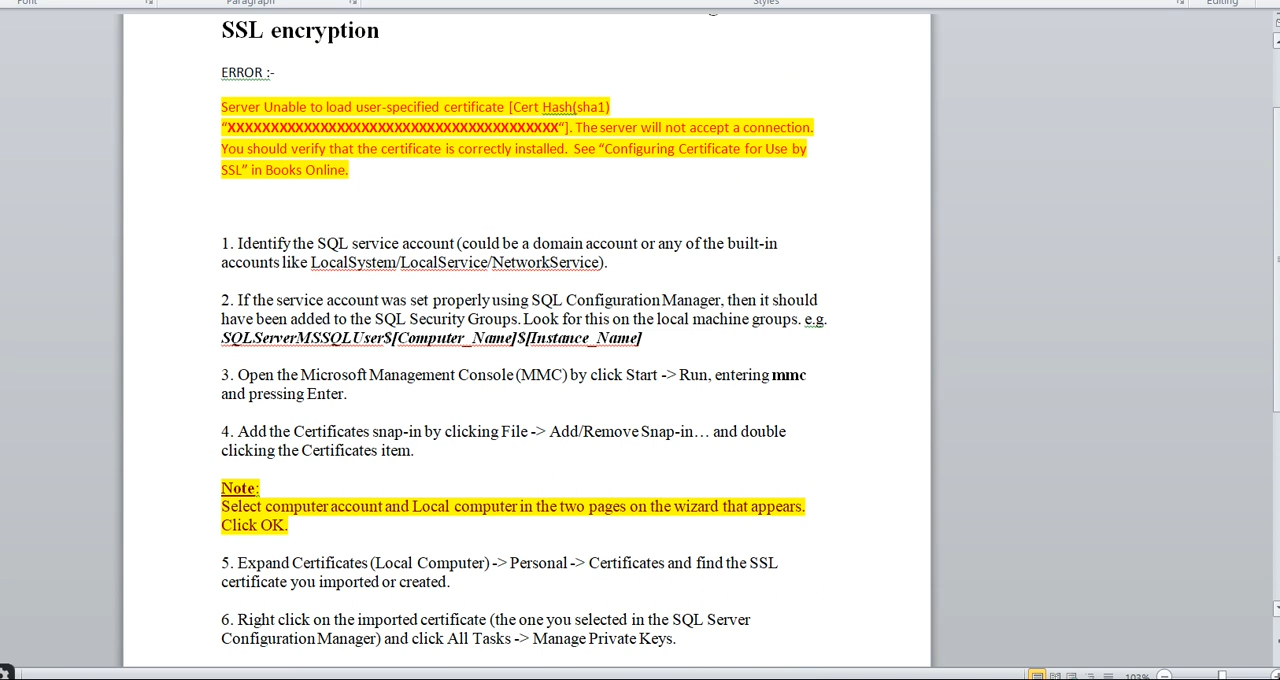 Font
Paragraph
Styles
Editing
SSL encryption
ERROR :-
Server Unable to load user-specified certificate [Cert Hash(sha1)
“XXXXXXXXXXXXXXXXXXXXXXXXXXXXXXXXXXXXXXXX“]. The server will not accept a connection.
You should verify that the certificate is correctly installed. See “Configuring Certificate for Use by
SSL” in Books Online.
1. Identify the SQL service account (could be a domain account or any of the built-in
accounts like LocalSystem/LocalService/NetworkService).
2. If the service account was set properly using SQL Configuration Manager, then it should
have been added to the SQL Security Groups. Look for this on the local machine groups. e.g.
SQLServerMSSQLUser$[Computer_Name]$[Instance_Name]
3. Open the Microsoft Management Console (MMC) by click Start -> Run, entering mmc
and pressing Enter.
4. Add the Certificates snap-in by clicking File -> Add/Remove Snap-in… and double
clicking the Certificates item.
Note:
Select computer account and Local computer in the two pages on the wizard that appears.
Click OK.
5. Expand Certificates (Local Computer) -> Personal -> Certificates and find the SSL
certificate you imported or created.
6. Right click on the imported certificate (the one you selected in the SQL Server
Configuration Manager) and click All Tasks -> Manage Private Keys.
103%